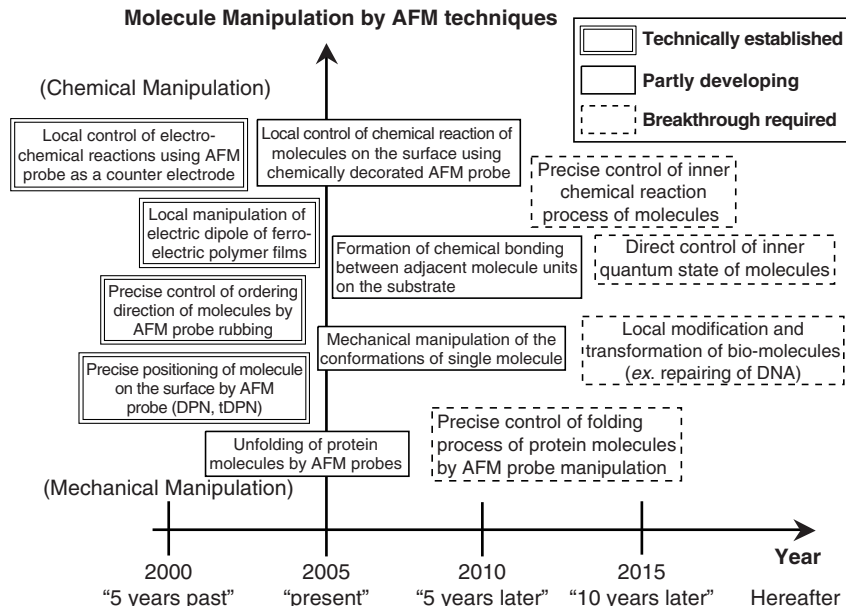 Molecule Manipulation by AFM techniques
Technically established
Partly developing
Breakthrough required
(Chemical Manipulation)
Local control of electro-
chemical reactions using AFM
probe as a counter electrode
Local control of chemical reaction of
molecules on the surface using
chemically decorated AFM probe
Precise control of inner
chemical reaction
process of molecules
Local manipulation of
electric dipole of ferro-
electric polymer films
Formation of chemical bonding
between adjacent molecule units
on the substrate
Direct control of inner
quantum state of molecules
Precise control of ordering
direction of molecules by
AFM probe rubbing
Mechanical manipulation of the
conformations of single molecule
Local modification and
transformation of bio-molecules
(ex. repairing of DNA)
Precise positioning of molecule
on the surface by AFM
probe (DPN, tDPN)
Unfolding of protein
molecules by AFM probes
Precise control of folding
process of protein molecules
by AFM probe manipulation
(Mechanical Manipulation)
Year
2000 2005 2010 2015
“5 years past” “present” “5 years later” “10 years later” Hereafter